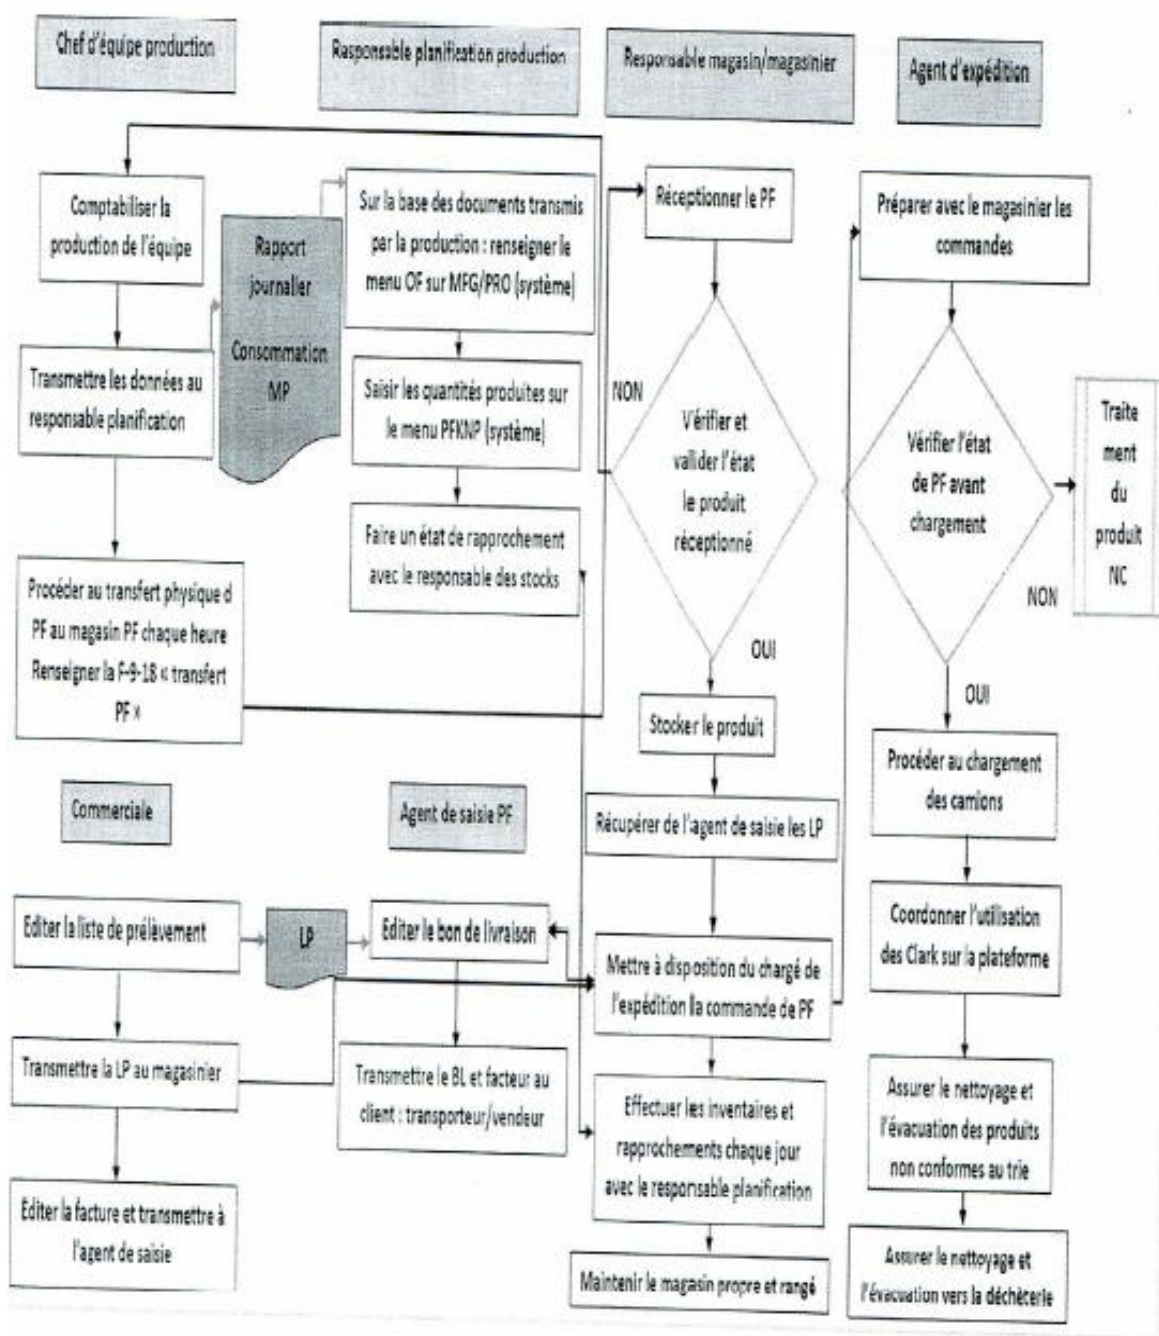 Chef d'équipe production
Responsable planification production
Responsable magasin/magasinier
Agent d'expédition
Comptabiliser la
production de l'équipe
Transmettre les données au
responsable planification
Procéder au transfert physique d
PF au magasin PF chaque heure
Renseigner la F-9-18 « transfert
PF »
Rapport
journalier
Consommation
MP
Sur la base des documents transmis
par la production : renseigner le
menu OF sur MFG/PRO (système)
Saisir les quantités produites sur
le menu PFKNP (système)
Faire un état de rapprochement
avec le responsable des stocks
Réceptionner le PF
NON
Vérifier et
vallider l'état
le produit
réceptionné
OUI
Stocker le produit
Récupérer de l'agent de saisie les LP
Mettre à disposition du chargé de
l'expédition lla commande de PF
Effectuer les inventaires et
rapprochements chaque jour
avec le responsable planification
Maintenir le magasin propre et rangé
Préparer avec le magasinier les
commandes
Vérifier l'état
de PF avant
chargement
NON
Traite
ment
du
produit
NC
OUI
Procéder au chargement
des camions
Coordonner l'utilisation
des Clark sur la plateforme
Assurer le nettoyage et
l'évacuation des produits
non conformes au trie
Assurer le nettoyage et
l'évacuation vers la déchèterie
Commerciale
Editer la liste de prélèvement
Transmettre la LP au magasinier
Editer la facture et transmettre à
l'agent de saisie
LP
Agent de saisie PF
Editer le bon de livraison
Transmettre le BL et facteur au
client : transporteur/vendeur